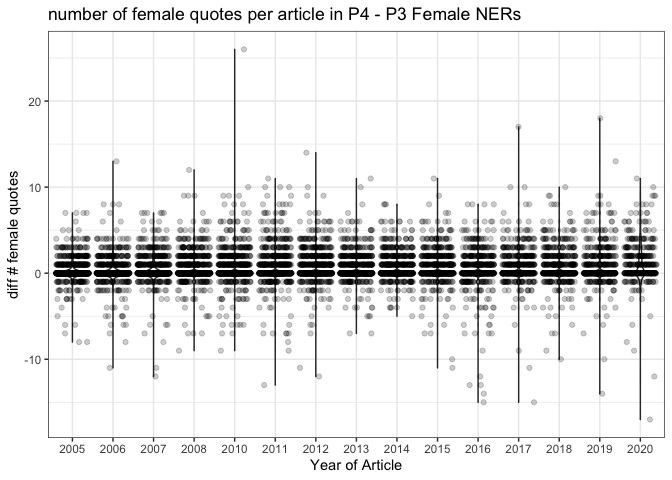 number of female quotes per article in P4 - P3 Female NERs
diff # female quotes
20
10
0
-10
2005 2006 2007 2008 2010 2011 2012 2013 2014 2015 2016 2017 2018 2019 2020
Year of Article